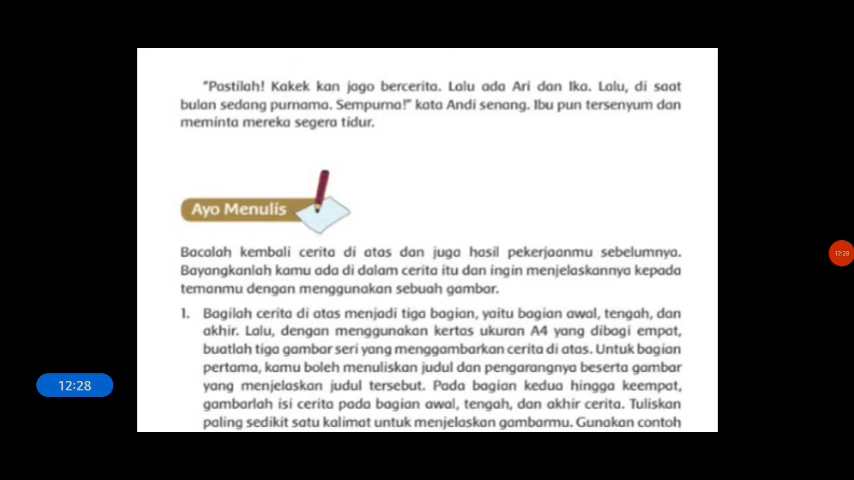 "Pastilah! Kakek kan jago bercerita. Lalu ada Ari dan Ika. Lalu, di saat
bulan sedang purnama. Sempurna!" kata Andi senang. Ibu pun tersenyum dan
meminta mereka segera tidur.
Ayo Menulis
Bacalah kembali cerita di atas dan juga hasil pekerjaanmu sebelumnya.
Bayangkanlah kamu ada di dalam cerita itu dan ingin menjelaskannya kepada
temanmu dengan menggunakan sebuah gambar.
1. Bagilah cerita di atas menjadi tiga bagian, yaitu bagian awal, tengah, dan
akhir. Lalu, dengan menggunakan kertas ukuran A4 yang dibagi empat,
buatlah tiga gambar seri yang menggambarkan cerita di atas. Untuk bagian
pertama, kamu boleh menuliskan judul dan pengarangnya beserta gambar
yang menjelaskan judul tersebut. Pada bagian kedua hingga keempat,
gambarlah isi cerita pada bagian awal, tengah, dan akhir cerita. Tuliskan
paling sedikit satu kalimat untuk menjelaskan gambarmu. Gunakan contoh
12:28
12:28